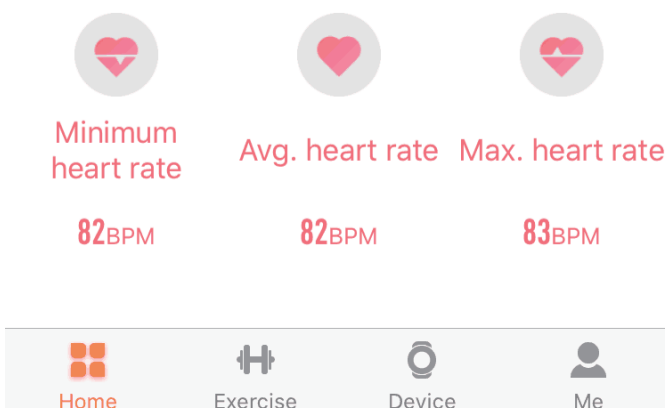 Minimum
heart rate
Avg. heart rate
Max. heart rate
82BPM
82BPM
83BPM
Home
Exercise
Device
Me